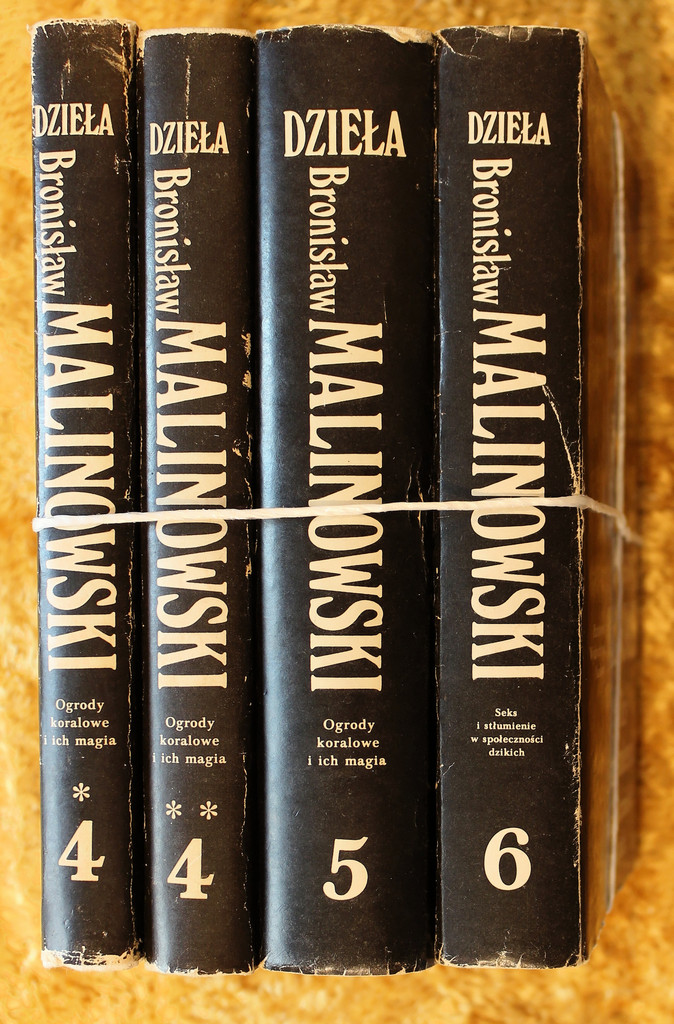 DZIEŁA
Bronisław MALINOWSKI
Ogrody
koralowe
i ich magia
*
4
DZIEŁA
Bronisław MALINOWSKI
Ogrody
koralowe
i ich magia
* *
4
DZIEŁA
Bronisław MALINOWSKI
Ogrody
koralowe
i ich magia
5
DZIEŁA
Bronisław MALINOWSKI
Seks
i stłumienie
w społeczności
dzikich
6